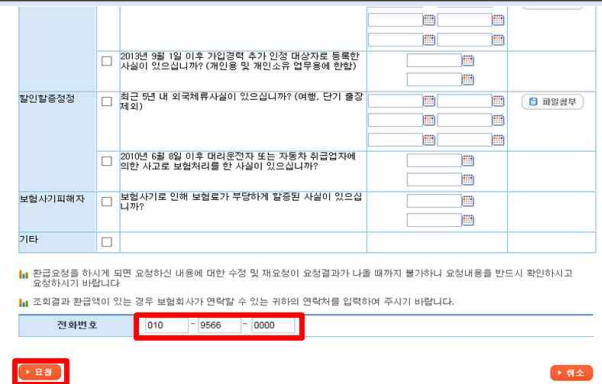 2013년 9월 1일 이후 가입경력 추가 인정 대상자로 등록한
사실이 있으십니까? (개인용 및 개인소유 업무용에 한함)
할인할증정정
최근 5년 내 외국체류사실이 있으십니까? (여행, 단기 출장
제외)
파일첨부
2010년 6월 8일 이후 대리운전자 또는 자동차 취급업자에
의한 사고로 보험처리를 한 사실이 있으십니까?
보험사기피해자
보험사기로 인해 보험료가 부당하게 할증된 사실이 있으십
니까?
기타
환급요청을 하시게 되면 요청하신 내용에 대한 수정 및 재요청이 요청결과가 나올 때까지 불가하니 요청내용을 반드시 확인하시고
요청하시기 바랍니다
조회결과 환급액이 있는 경우 보험회사가 연락할 수 있는 귀하의 연락처를 입력하여 주시기 바랍니다.
전화번호
010 - 9566 - 0000
요청
취소